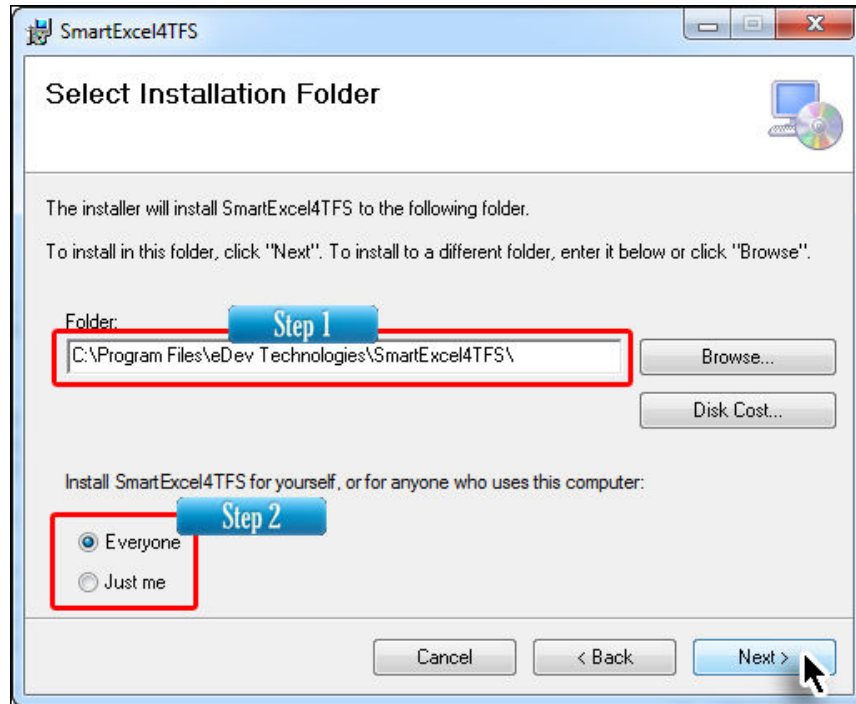 SmartExcel4TFS
Select Installation Folder
The installer will install SmartExcel4TFS to the following folder.
To install in this folder, click "Next". To install to a different folder, enter it below or click "Browse".
Folder:
Step 1
C:\Program Files\eDev Technologies\SmartExcel4TFS\
Browse...
Disk Cost...
Install SmartExcel4TFS for yourself, or for anyone who uses this computer:
Step 2
Everyone
Just me
Cancel
< Back
Next >